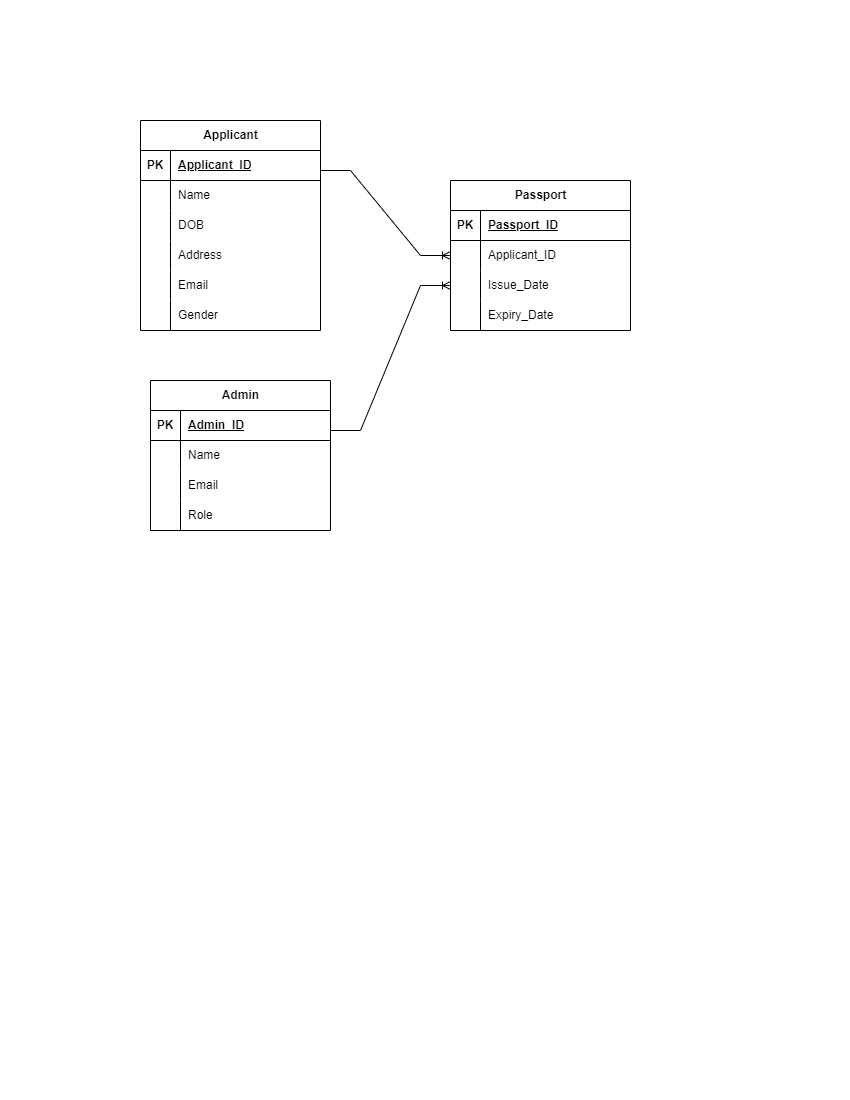 Applicant
PK Applicant_ID
Name
DOB
Address
Email
Gender
Passport
PK Passport_ID
Applicant_ID
Issue_Date
Expiry_Date
Admin
PK Admin_ID
Name
Email
Role